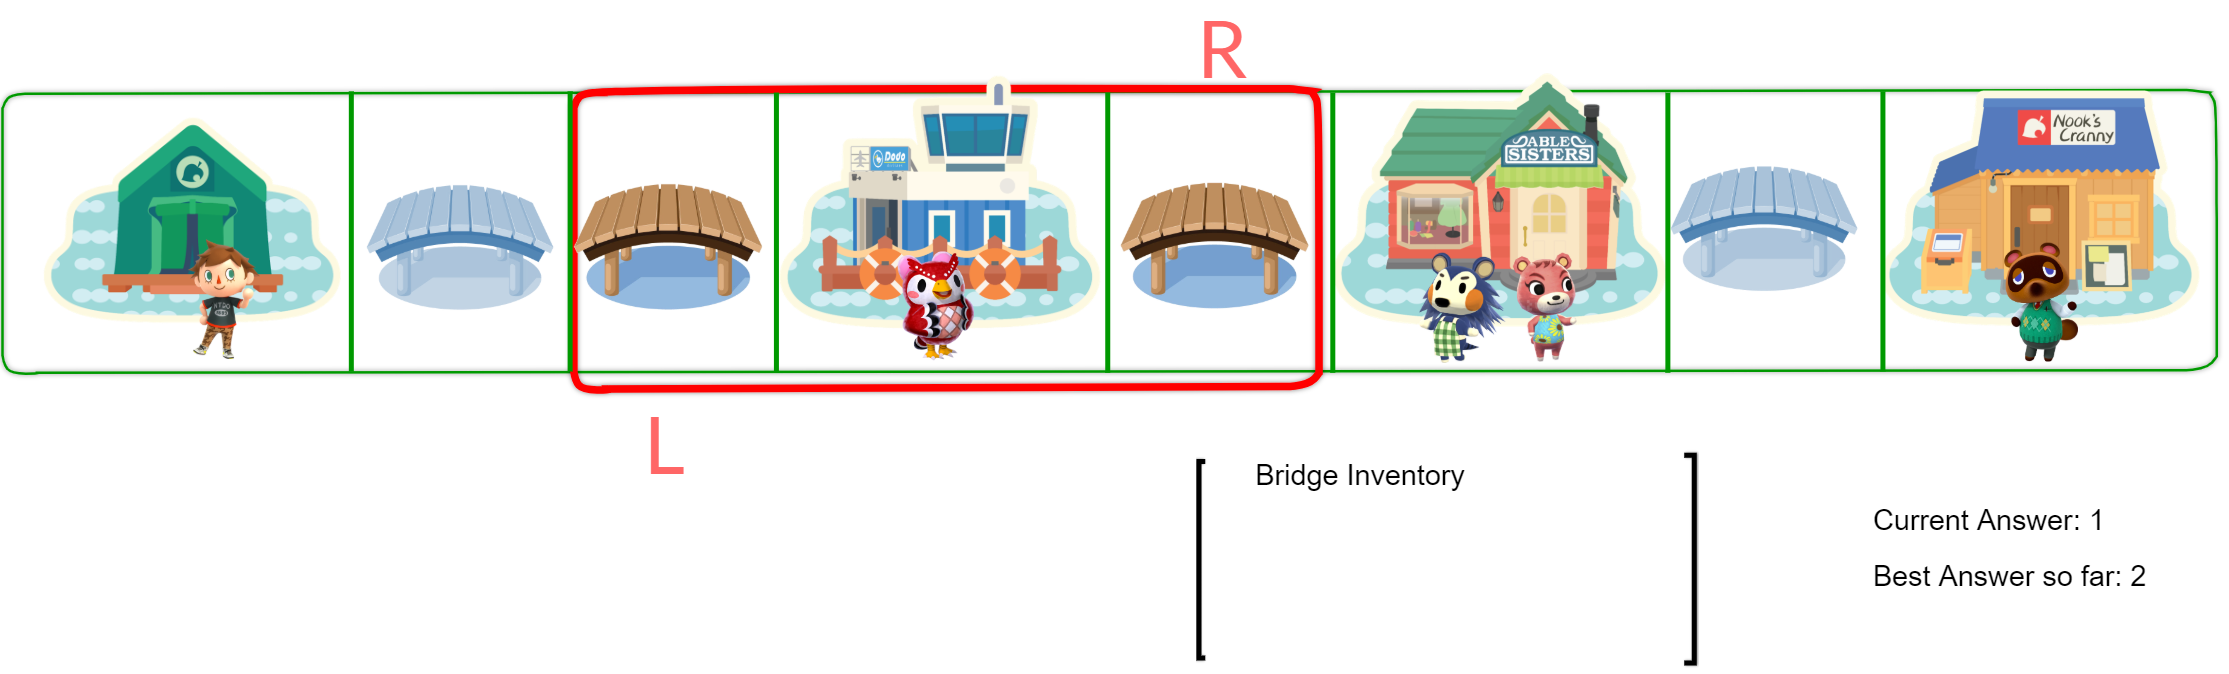 R
Dodo
ABLE
SISTERS
Nook's
Cranny
L
Bridge Inventory
Current Answer: 1
Best Answer so far: 2